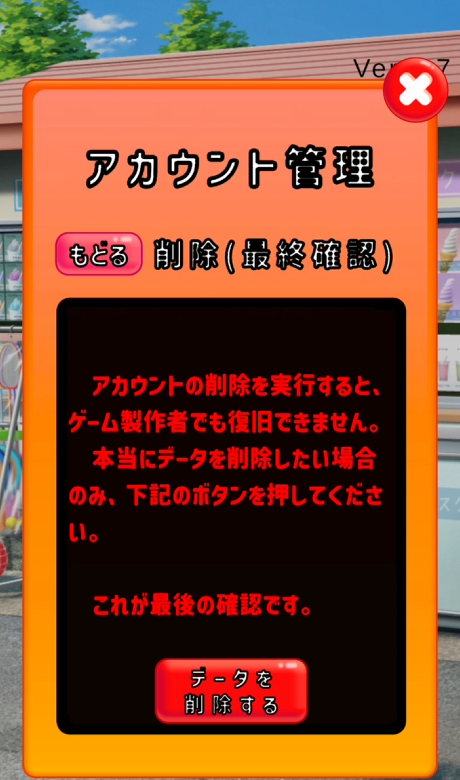 Ver
7
アカウント管理
もどる
削除(最終確認)
アカウントの削除を実行すると、
ゲーム製作者でも復旧できません。
本当にデータを削除したい場合
のみ、下記のボタンを押してくださ
い。
これが最後の確認です。
データを
削除する